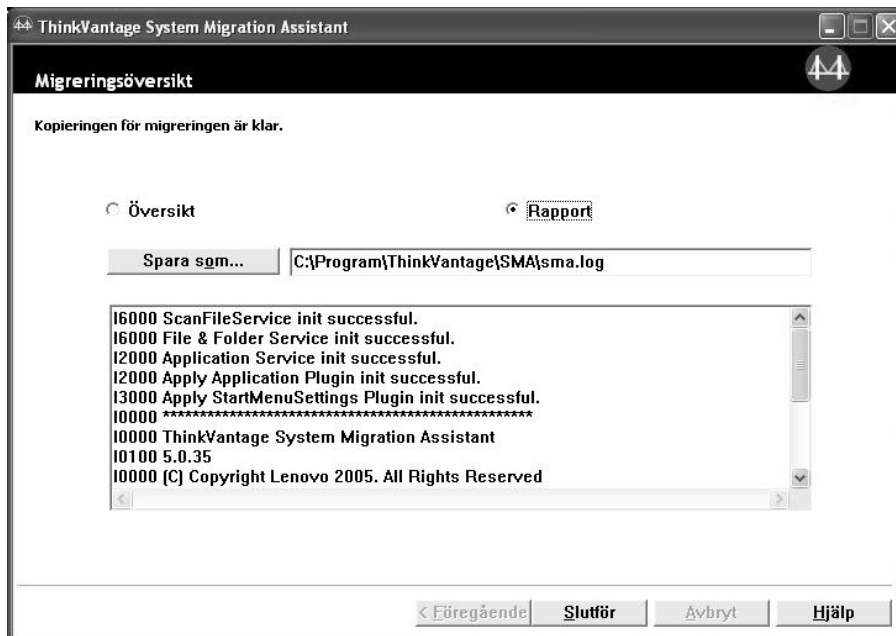 ThinkVantage System Migration Assistant
Migreringsöversikt
Kopieringen för migreringen är klar.
Översikt
Rapport
Spara som...
C:\Program\ThinkVantage\SMA\sma.log
I6000 ScanFileService init successful.
I6000 File & Folder Service init successful.
I2000 Application Service init successful.
I2000 Apply Application Plugin init successful.
I3000 Apply StartMenuSettings Plugin init successful.
I0000 **************************************************
I0000 ThinkVantage System Migration Assistant
I0100 5.0.35
I0000 (C) Copyright Lenovo 2005. All Rights Reserved
< Föregående
Slutför
Avbryt
Hjälp